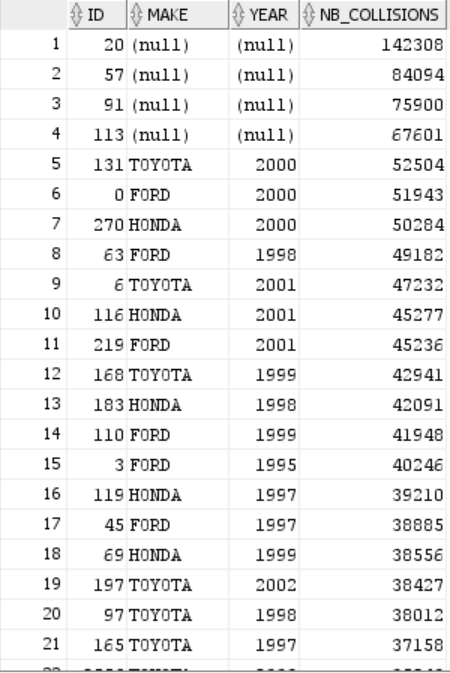 ID MAKE YEAR NB_COLLISIONS
1 20 (null) (null) 142308
2 57 (null) (null) 84094
3 91 (null) (null) 75900
4 113 (null) (null) 67601
5 131 TOYOTA 2000 52504
6 0 FORD 2000 51943
7 270 HONDA 2000 50284
8 63 FORD 1998 49182
9 6 TOYOTA 2001 47232
10 116 HONDA 2001 45277
11 219 FORD 2001 45236
12 168 TOYOTA 1999 42941
13 183 HONDA 1998 42091
14 110 FORD 1999 41948
15 3 FORD 1995 40246
16 119 HONDA 1997 39210
17 45 FORD 1997 38885
18 69 HONDA 1999 38556
19 197 TOYOTA 2002 38427
20 97 TOYOTA 1998 38012
21 165 TOYOTA 1997 37158